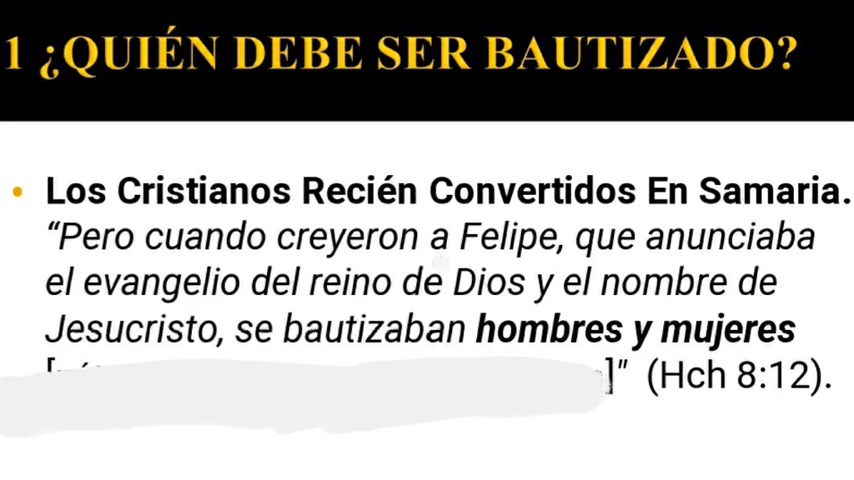 1 ¿QUIÉN DEBE SER BAUTIZADO?
• Los Cristianos Recién Convertidos En Samaria.
“Pero cuando creyeron a Felipe, que anunciaba
el evangelio del reino de Dios y el nombre de
Jesucristo, se bautizaban hombres y mujeres
[ ]" (Hch 8:12).